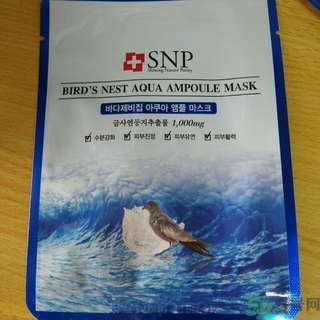 SNP
Shining Nature Purity
BIRD'S NEST AQUA AMPOULE MASK
바다제비집 아쿠아 앰플 마스크
금사연둥지추출물 1,000mg
수분강화 피부진정 피부유연 피부활력